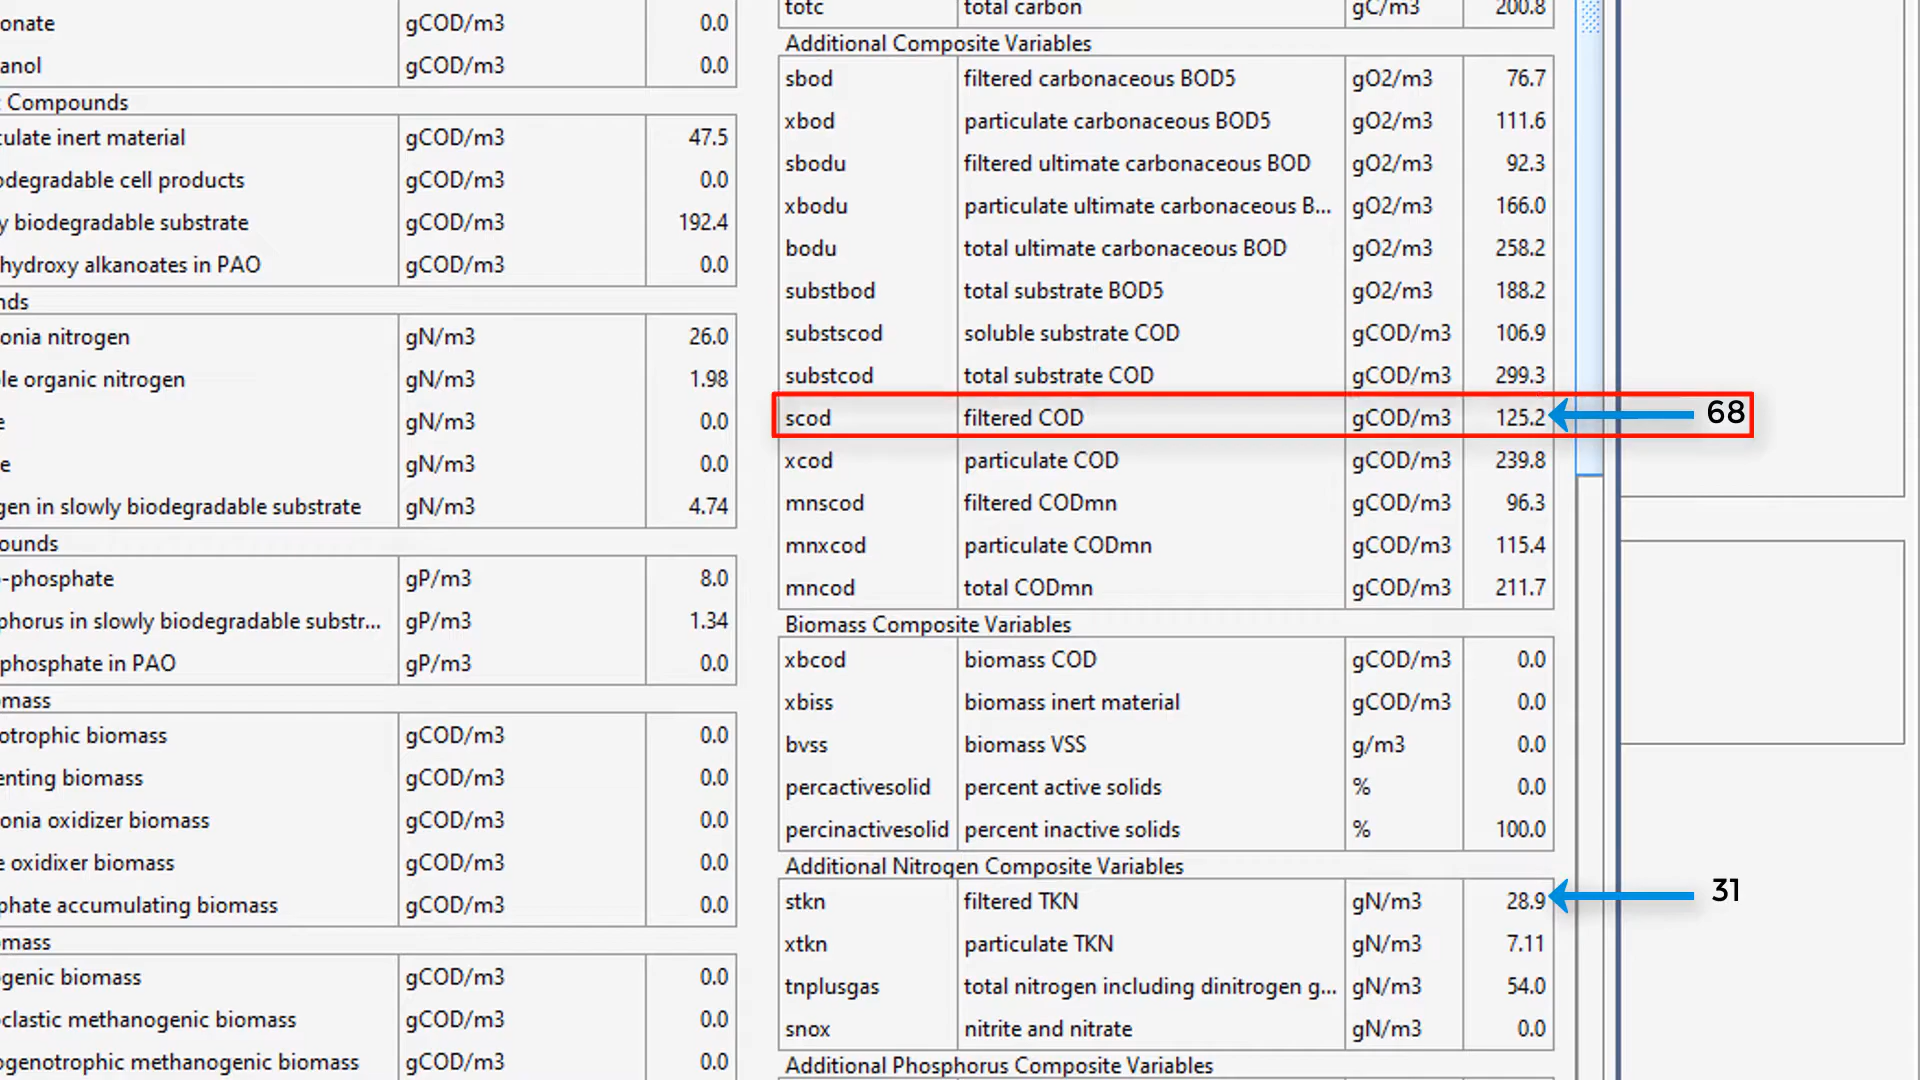 onate gCOD/m3 0.0
anol gCOD/m3 0.0
Compounds
culate inert material gCOD/m3 47.5
odegradable cell products gCOD/m3 0.0
y biodegradable substrate gCOD/m3 192.4
hydroxy alkanoates in PAO gCOD/m3 0.0
nds
onia nitrogen gN/m3 26.0
le organic nitrogen gN/m3 1.98
e gN/m3 0.0
e gN/m3 0.0
gen in slowly biodegradable substrate gN/m3 4.74
ounds
-phosphate gP/m3 8.0
phorus in slowly biodegradable substr... gP/m3 1.34
phosphate in PAO gP/m3 0.0
mass
otrophic biomass gCOD/m3 0.0
enting biomass gCOD/m3 0.0
onia oxidizer biomass gCOD/m3 0.0
e oxidixer biomass gCOD/m3 0.0
phate accumulating biomass gCOD/m3 0.0
mass
ogenic biomass gCOD/m3 0.0
clastic methanogenic biomass gCOD/m3 0.0
ogenotrophic methanogenic biomass gCOD/m3 0.0
totc total carbon gC/m3 200.8
Additional Composite Variables
sbod filtered carbonaceous BOD5 gO2/m3 76.7
xbod particulate carbonaceous BOD5 gO2/m3 111.6
sbodu filtered ultimate carbonaceous BOD gO2/m3 92.3
xbodu particulate ultimate carbonaceous B... gO2/m3 166.0
bodu total ultimate carbonaceous BOD gO2/m3 258.2
substbod total substrate BOD5 gO2/m3 188.2
substscod soluble substrate COD gCOD/m3 106.9
substcod total substrate COD gCOD/m3 299.3
scod filtered COD gCOD/m3 125.2 68
xcod particulate COD gCOD/m3 239.8
mnscod filtered CODmn gCOD/m3 96.3
mnxcod particulate CODmn gCOD/m3 115.4
mncod total CODmn gCOD/m3 211.7
Biomass Composite Variables
xbcod biomass COD gCOD/m3 0.0
xbiss biomass inert material gCOD/m3 0.0
bvss biomass VSS g/m3 0.0
percactivesolid percent active solids % 0.0
percinactivesolid percent inactive solids % 100.0
Additional Nitrogen Composite Variables
stkn filtered TKN gN/m3 28.9 31
xtkn particulate TKN gN/m3 7.11
tnplusgas total nitrogen including dinitrogen g... gN/m3 54.0
snox nitrite and nitrate gN/m3 0.0
Additional Phosphorus Composite Variables